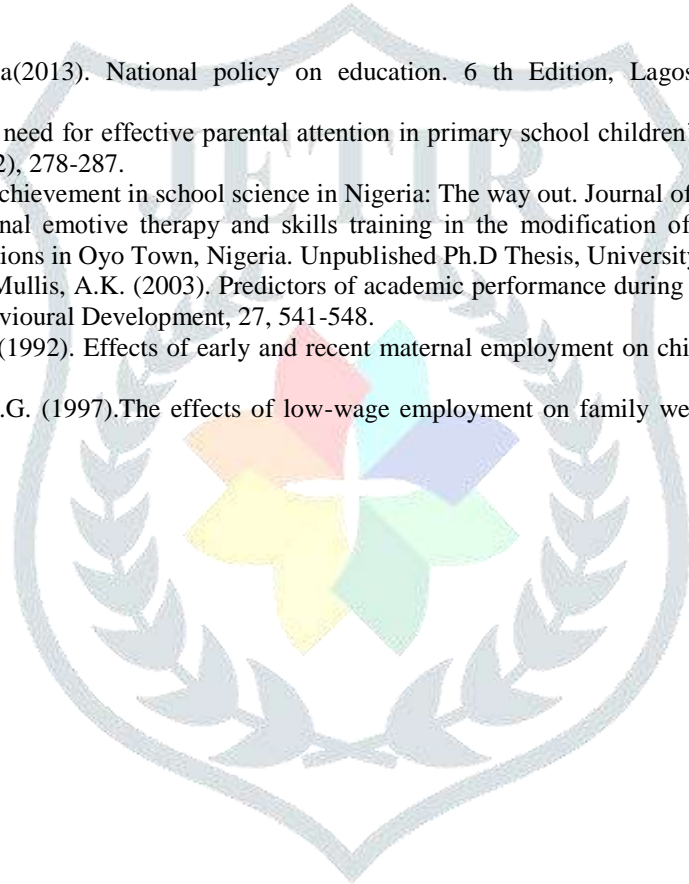 a(2013). National policy on education. 6 th Edition, Lagos
need for effective parental attention in primary school children'
2), 278-287.
chievement in school science in Nigeria: The way out. Journal of
nal emotive therapy and skills training in the modification of
ions in Oyo Town, Nigeria. Unpublished Ph.D Thesis, University
Mullis, A.K. (2003). Predictors of academic performance during
avioural Development, 27, 541-548.
(1992). Effects of early and recent maternal employment on chi
.G. (1997).The effects of low-wage employment on family we
JETIR